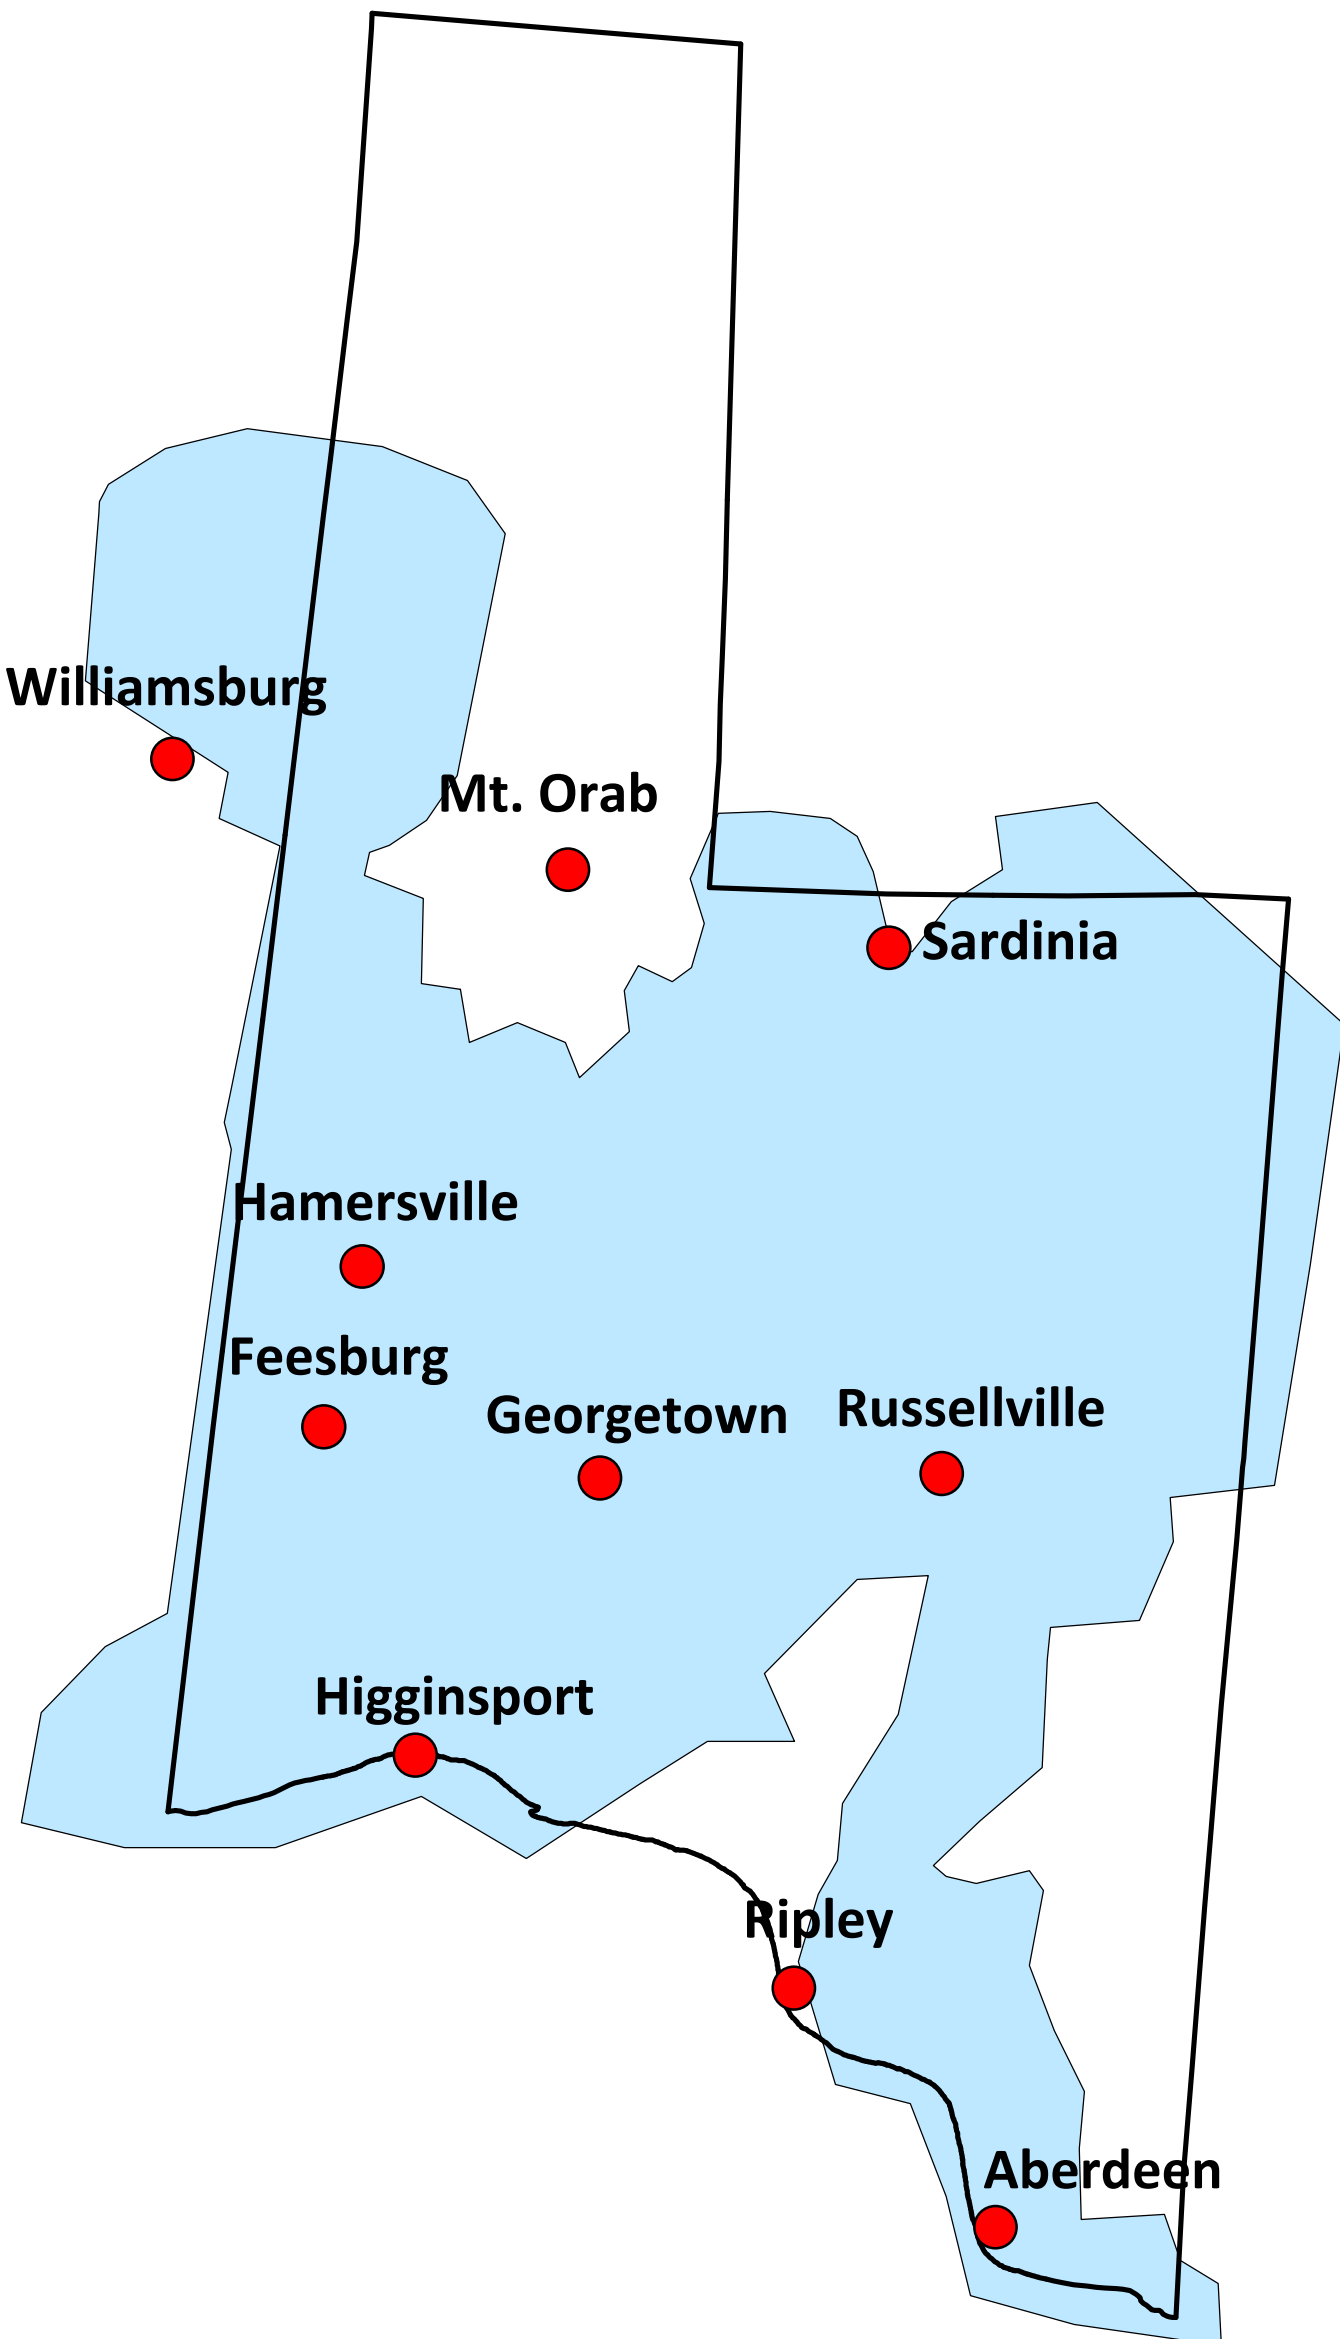 Williamsburg
Mt. Orab
Sardinia
Hamersville
Feesburg
Georgetown
Russellville
Higginsport
Ripley
Aberdeen